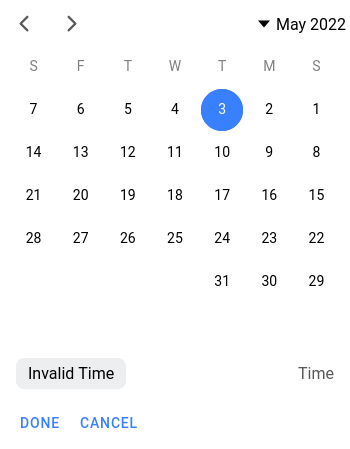 May 2022
S F T W T M S
7 6 5 4 3 2 1
14 13 12 11 10 9 8
21 20 19 18 17 16 15
28 27 26 25 24 23 22
31 30 29
Invalid Time Time
DONE CANCEL